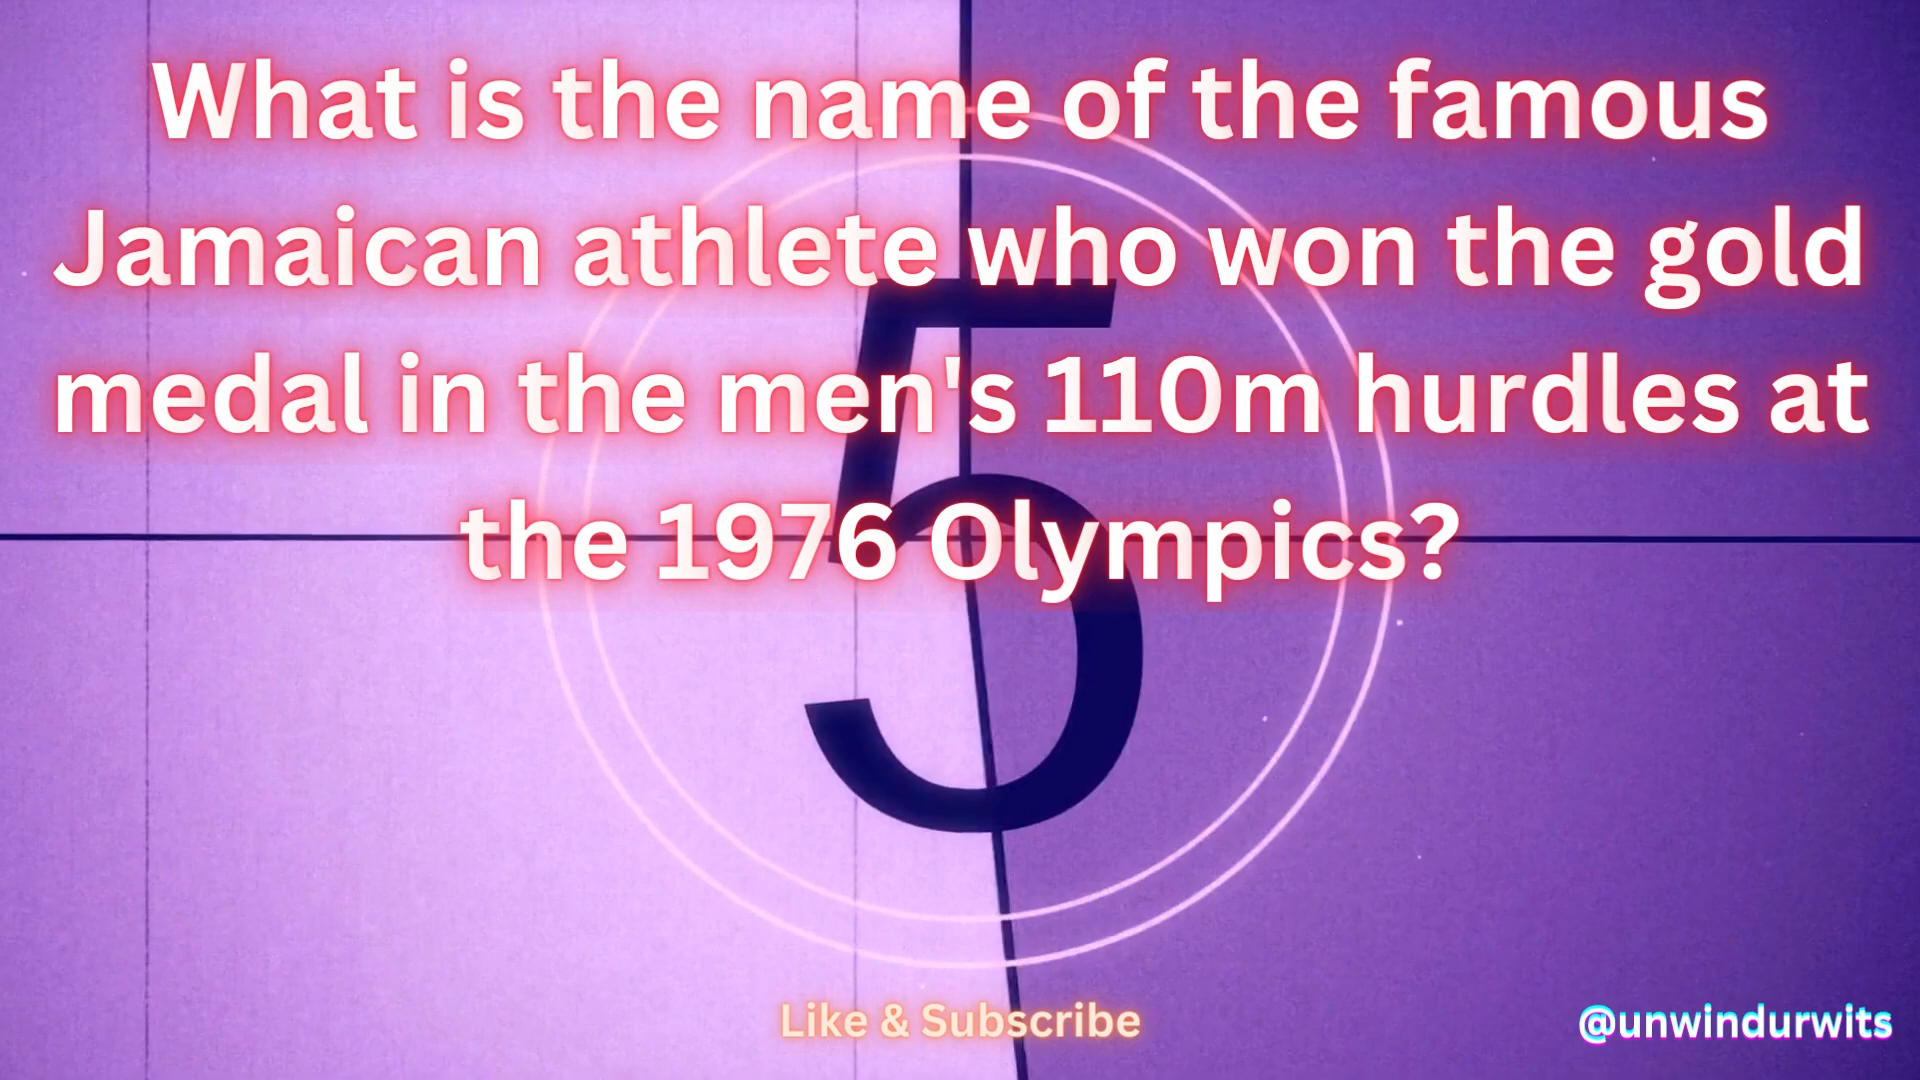 What is the name of the famous
Jamaican athlete who won the gold
medal in the men's 110m hurdles at
the 1976 Olympics?
5
Like & Subscribe
@unwindurwits